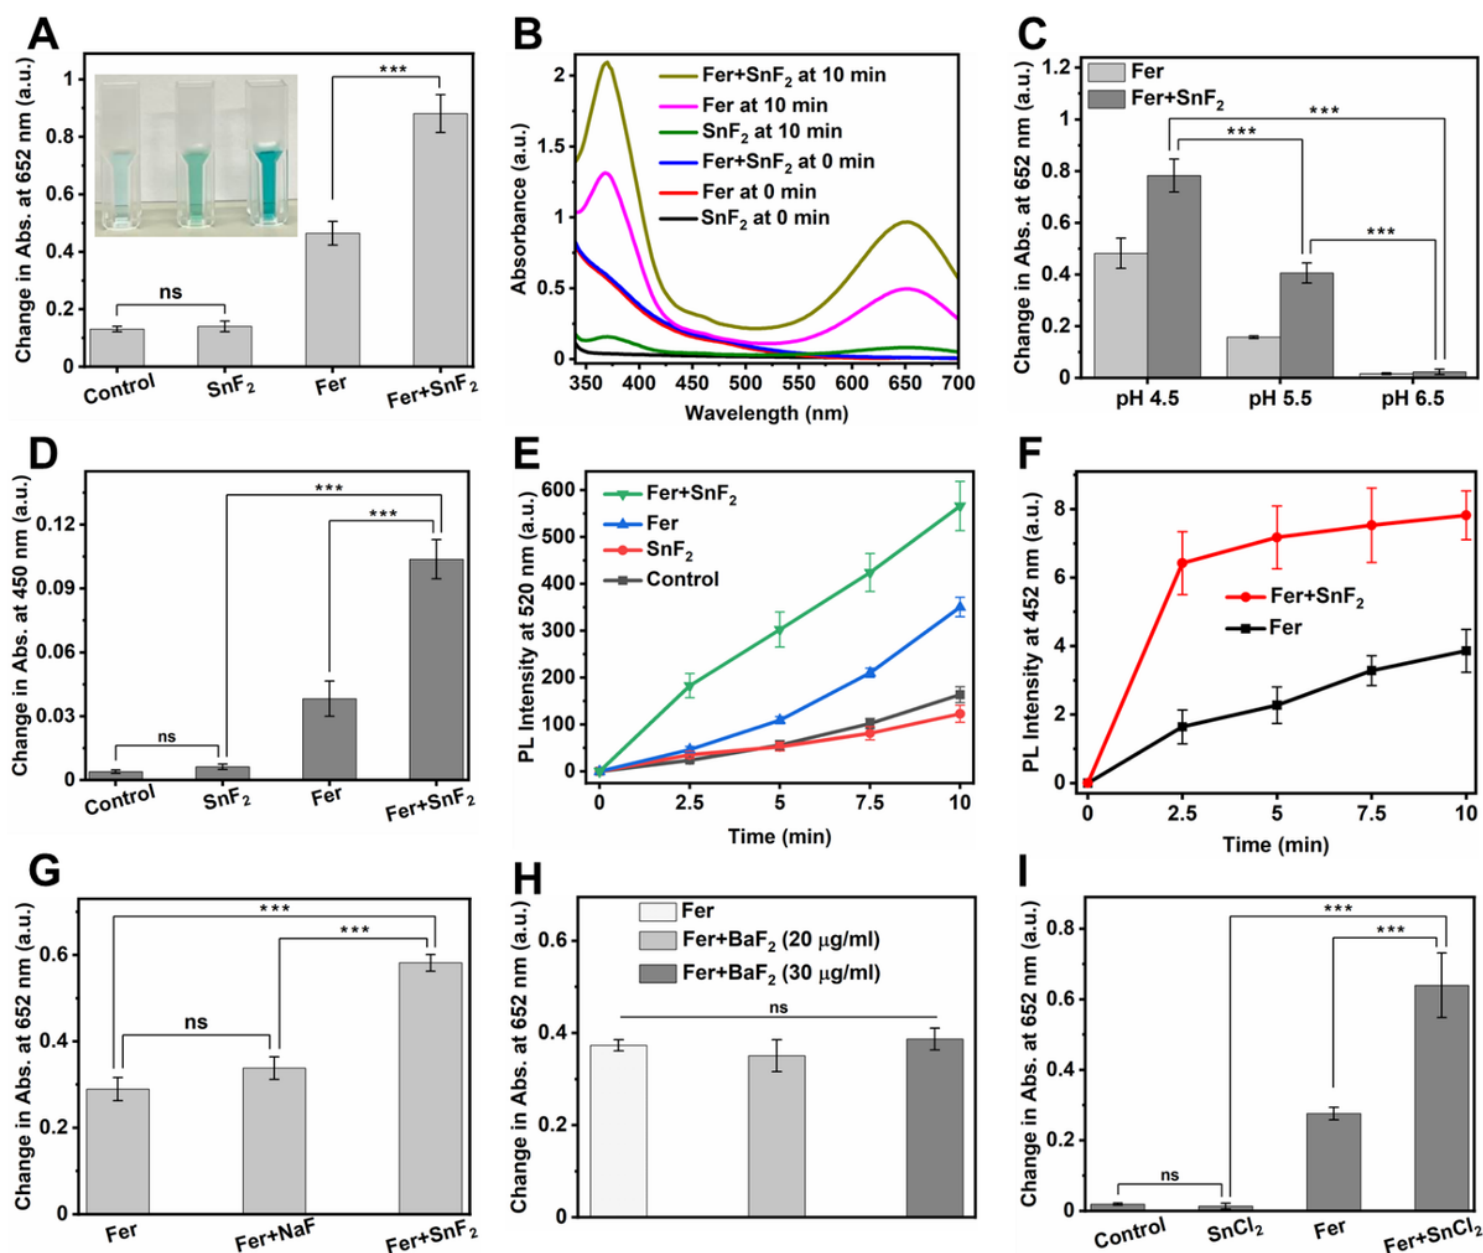 A
Change in Abs. at 652 nm (a.u.)
1
0.8
0.6
0.4
0.2
0
***
ns
Control
SnF₂
Fer
Fer+SnF₂
B
Absorbance (a.u.)
2
1.5
1
0.5
0
Fer+SnF₂ at 10 min
Fer at 10 min
SnF₂ at 10 min
Fer+SnF₂ at 0 min
Fer at 0 min
SnF₂ at 0 min
350 400 450 500 550 600 650 700
Wavelength (nm)
C
Change in Abs. at 652 nm (a.u.)
1.2
1
0.8
0.6
0.4
0.2
0
Fer
Fer+SnF₂
***
***
***
pH 4.5
pH 5.5
pH 6.5
D
Change in Abs. at 450 nm (a.u.)
0.12
0.09
0.06
0.03
0
***
***
ns
Control
SnF₂
Fer
Fer+SnF₂
E
PL Intensity at 520 nm (a.u.)
600
500
400
300
200
100
0
Fer+SnF₂
Fer
SnF₂
Control
0 2.5 5 7.5 10
Time (min)
F
PL Intensity at 452 nm (a.u.)
8
6
4
2
0
Fer+SnF₂
Fer
0 2.5 5 7.5 10
Time (min)
G
Change in Abs. at 652 nm (a.u.)
0.6
0.4
0.2
0
***
***
ns
Fer
Fer+NaF
Fer+SnF₂
H
Change in Abs. at 652 nm (a.u.)
0.6
0.4
0.2
0
Fer
Fer+BaF₂ (20 μg/ml)
Fer+BaF₂ (30 μg/ml)
ns
I
Change in Abs. at 652 nm (a.u.)
0.8
0.6
0.4
0.2
0
***
***
ns
Control
SnCl₂
Fer
Fer+SnCl₂